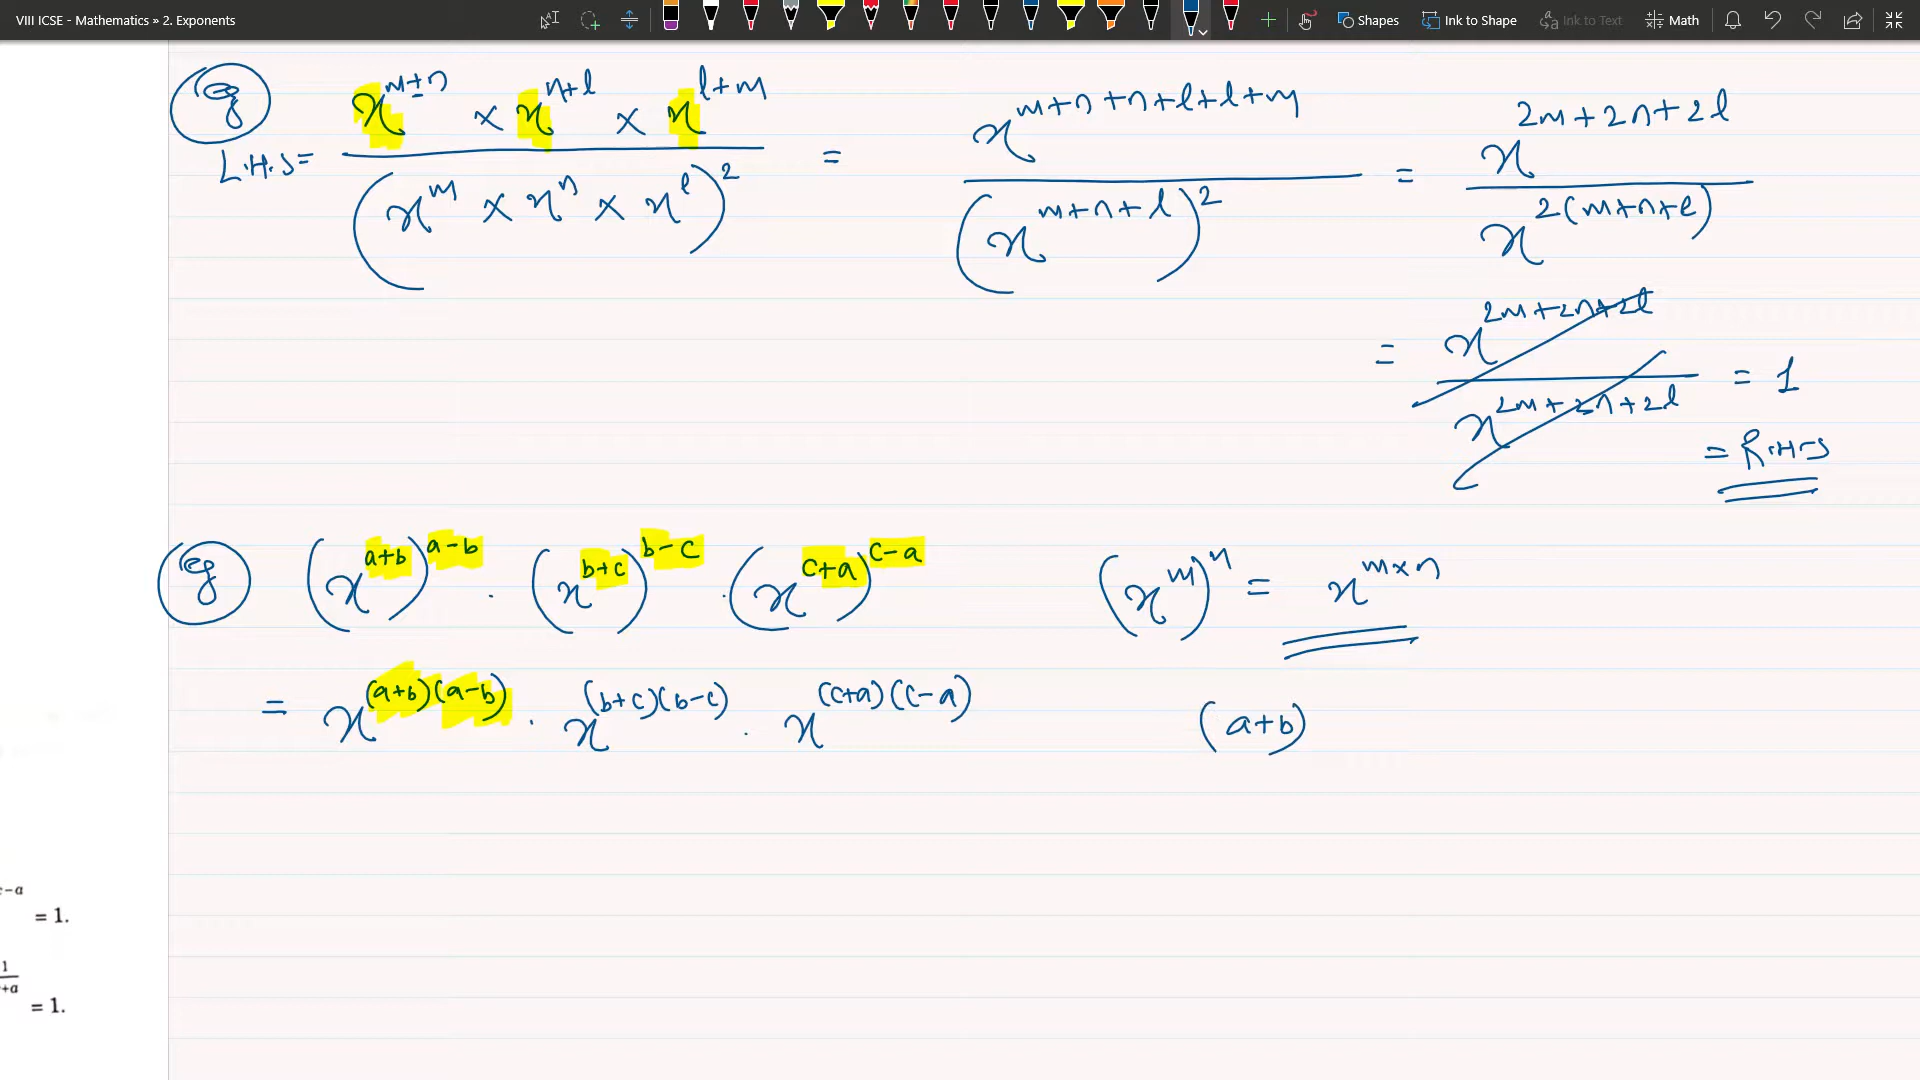 VIII ICSE - Mathematics » 2. Exponents
Shapes Ink to Shape Ink to Text Math
eg
L.H.S = x^(m+n) × x^(n+l) × x^(l+m) / (x^m × x^n × x^l)^2 = x^(m+n+n+l+l+m) / (x^(m+n+l))^2 = x^(2m+2n+2l) / x^(2(m+n+l))
= x^(2m+2n+2l) / x^(2m+2n+2l) = 1
= R.H.S
eg (x^(a+b))^(a-b) · (x^(b+c))^(b-c) · (x^(c+a))^(c-a) (x^m)^n = x^(m×n)
= x^((a+b)(a-b)) · x^((b+c)(b-c)) · x^((c+a)(c-a)) (a+b)
-a
= 1.
1
+a
= 1.